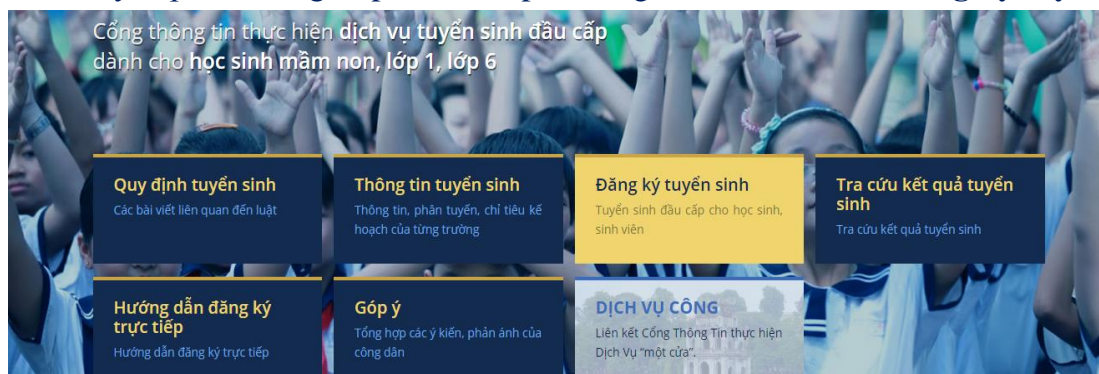 Cổng thông tin thực hiện dịch vụ tuyển sinh đầu cấp
dành cho học sinh mầm non, lớp 1, lớp 6
Quy định tuyển sinh
Các bài viết liên quan đến luật
Thông tin tuyển sinh
Thông tin, phân tuyến, chỉ tiêu kế
hoạch của từng trường
Đăng ký tuyển sinh
Tuyển sinh đầu cấp cho học sinh,
sinh viên
Tra cứu kết quả tuyển
sinh
Tra cứu kết quả tuyển sinh
Hướng dẫn đăng ký
trực tiếp
Hướng dẫn đăng ký trực tiếp
Góp ý
Tổng hợp các ý kiến, phản ánh của
công dân
DỊCH VỤ CÔNG
Liên kết Cổng Thông Tin thực hiện
Dịch Vụ "một cửa".